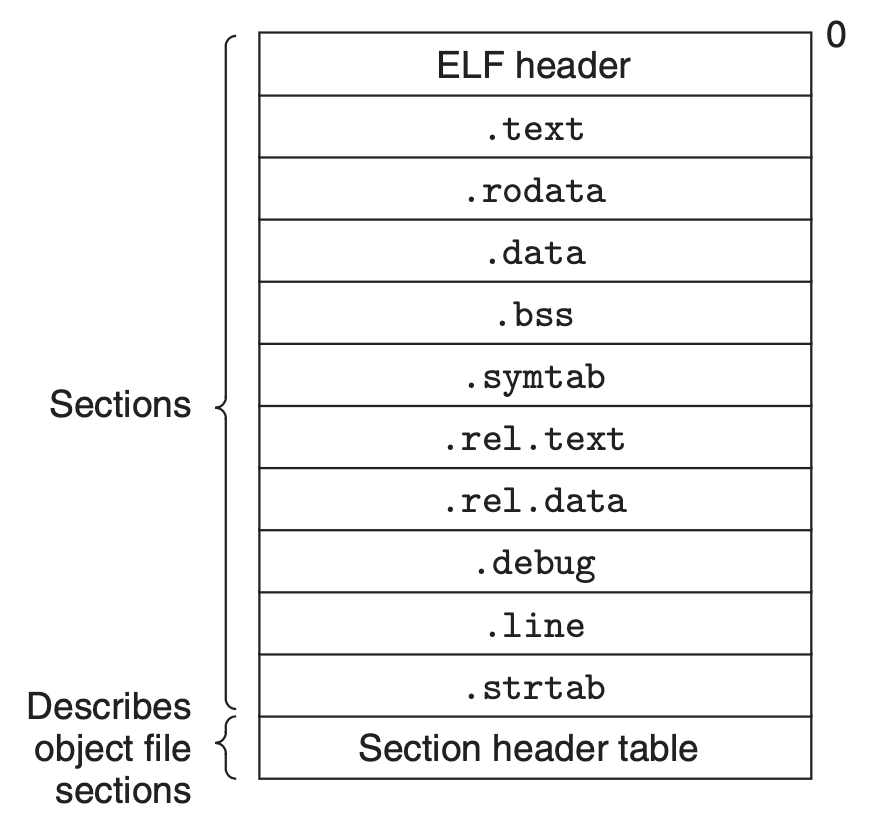 0
ELF header
.text
.rodata
.data
.bss
.symtab
Sections
.rel.text
.rel.data
.debug
.line
.strtab
Describes
object file
sections
Section header table